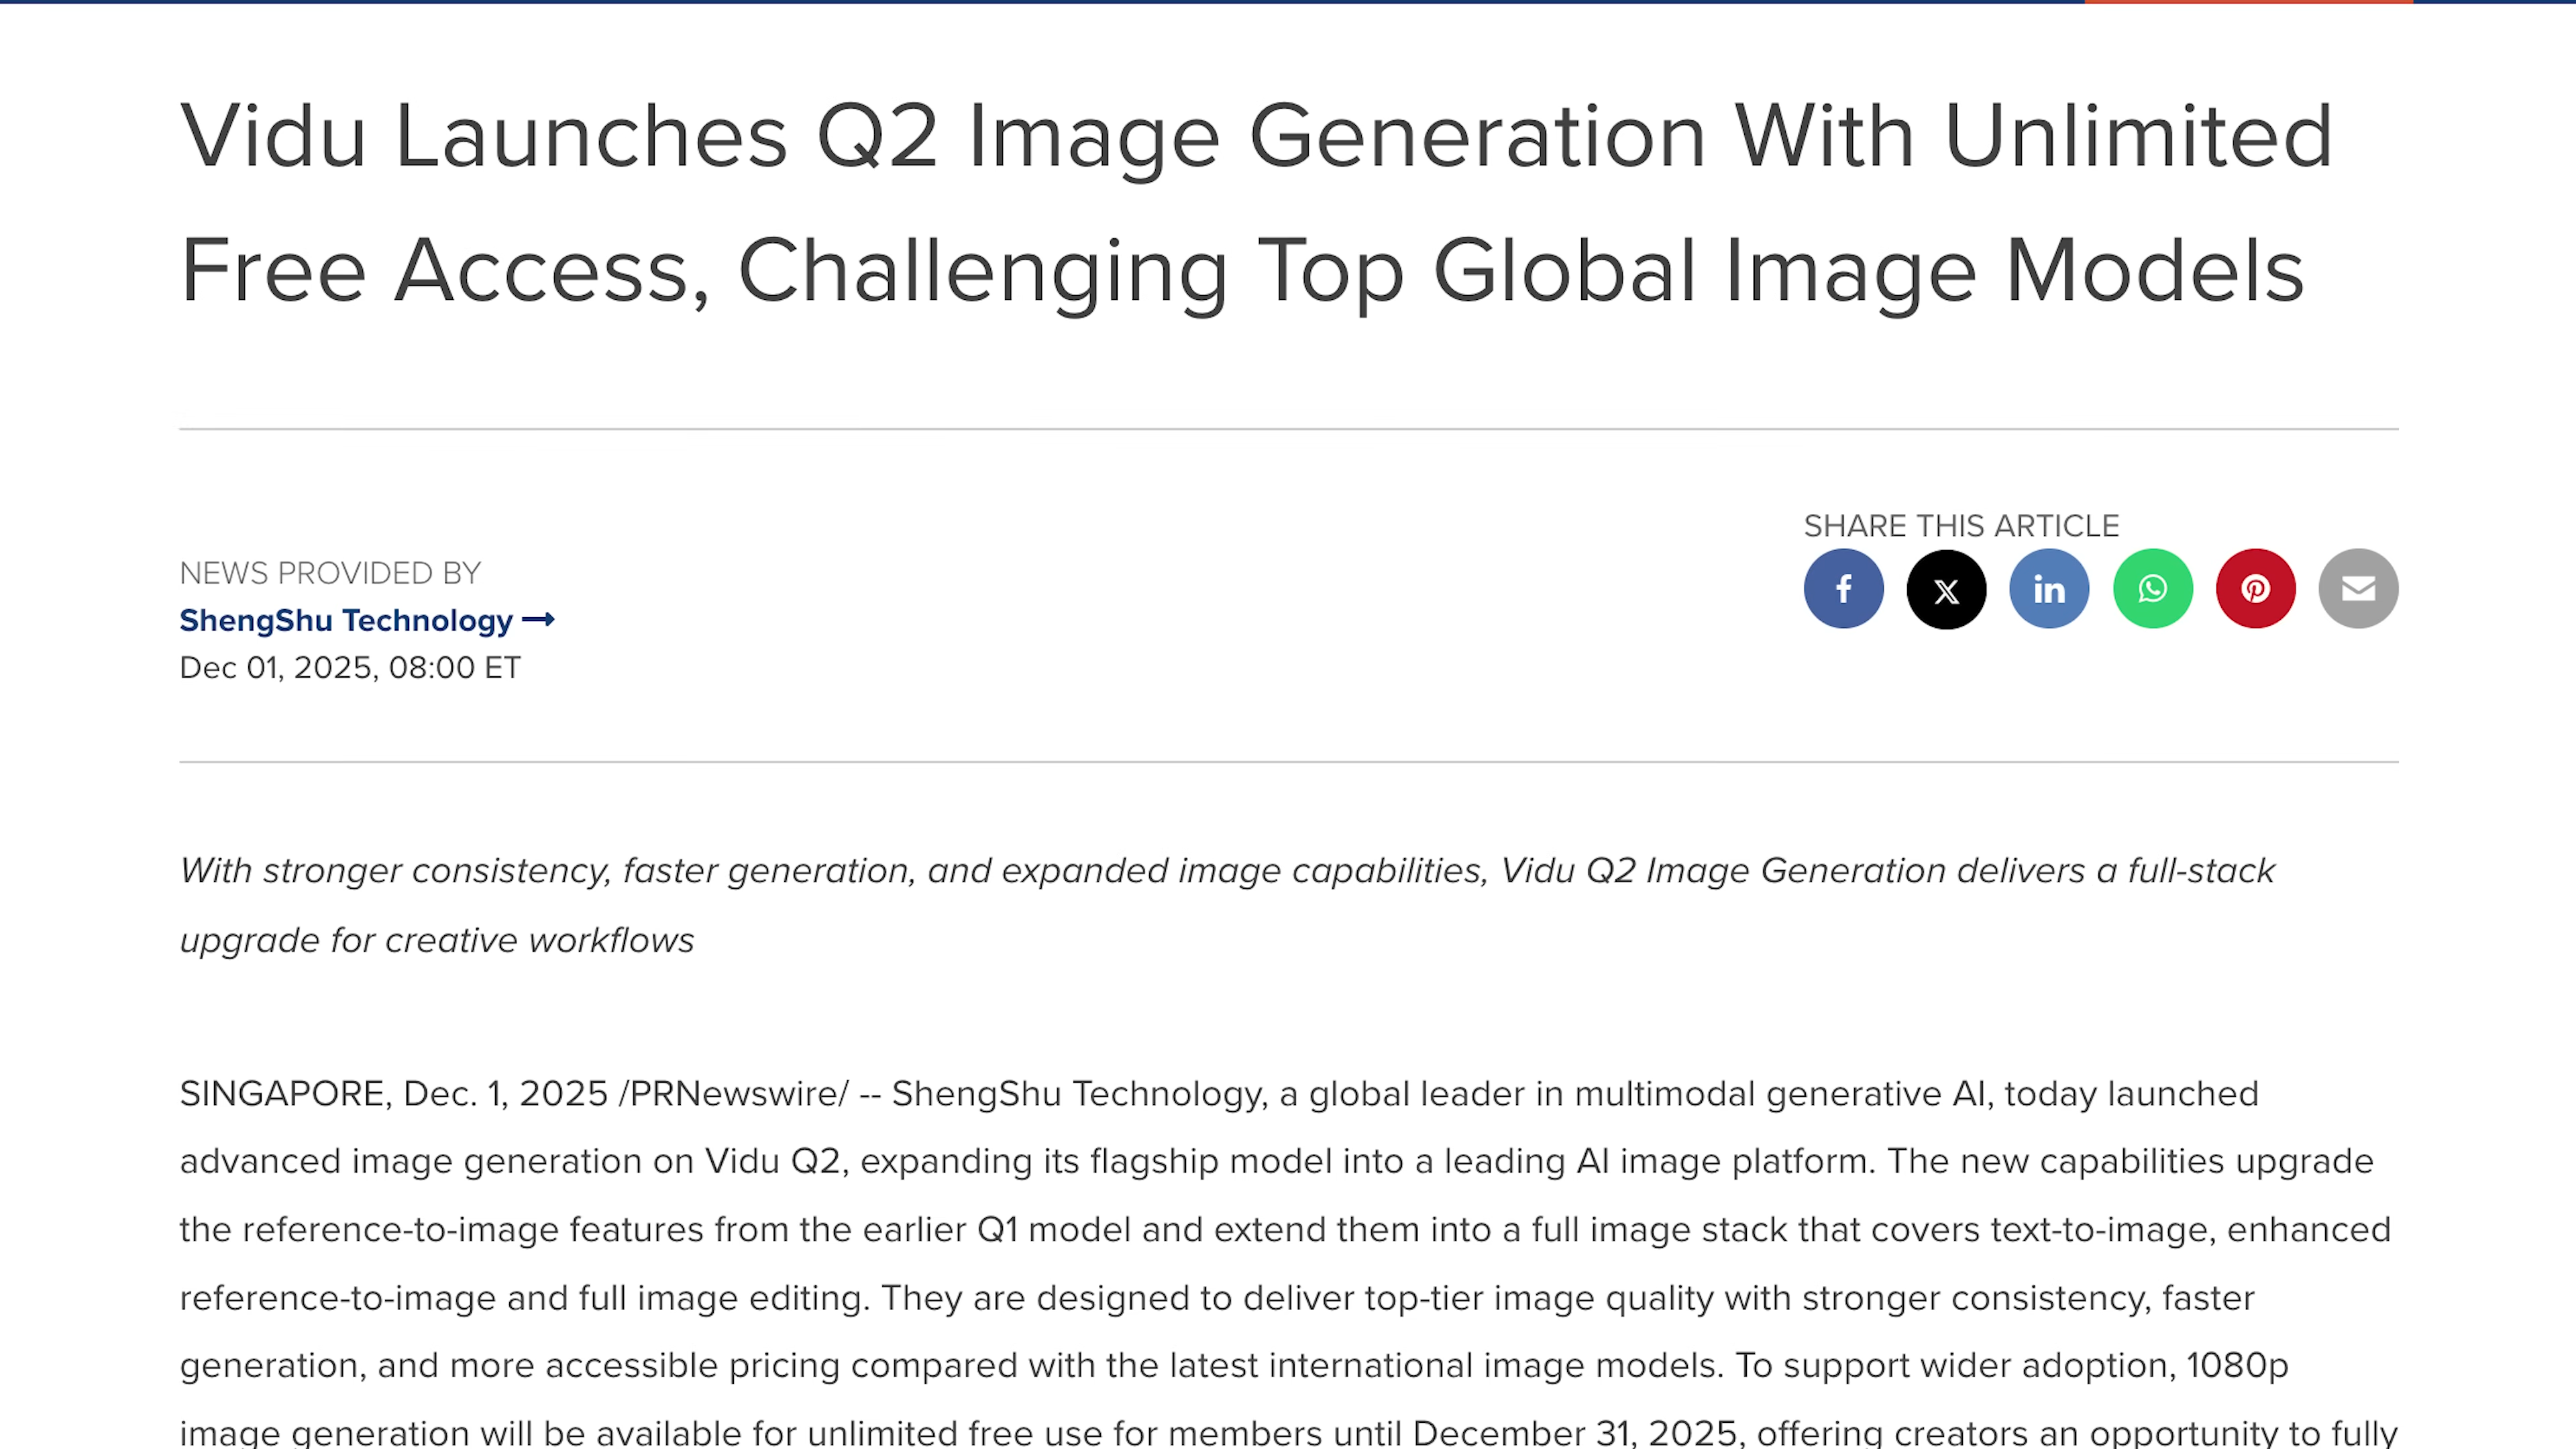 Vidu Launches Q2 Image Generation With Unlimited
Free Access, Challenging Top Global Image Models
SHARE THIS ARTICLE
NEWS PROVIDED BY
ShengShu Technology
Dec 01, 2025, 08:00 ET
With stronger consistency, faster generation, and expanded image capabilities, Vidu Q2 Image Generation delivers a full-stack
upgrade for creative workflows
SINGAPORE, Dec. 1, 2025 /PRNewswire/ -- ShengShu Technology, a global leader in multimodal generative AI, today launched
advanced image generation on Vidu Q2, expanding its flagship model into a leading AI image platform. The new capabilities upgrade
the reference-to-image features from the earlier Q1 model and extend them into a full image stack that covers text-to-image, enhanced
reference-to-image and full image editing. They are designed to deliver top-tier image quality with stronger consistency, faster
generation, and more accessible pricing compared with the latest international image models. To support wider adoption, 1080p
image generation will be available for unlimited free use for members until December 31, 2025, offering creators an opportunity to fully